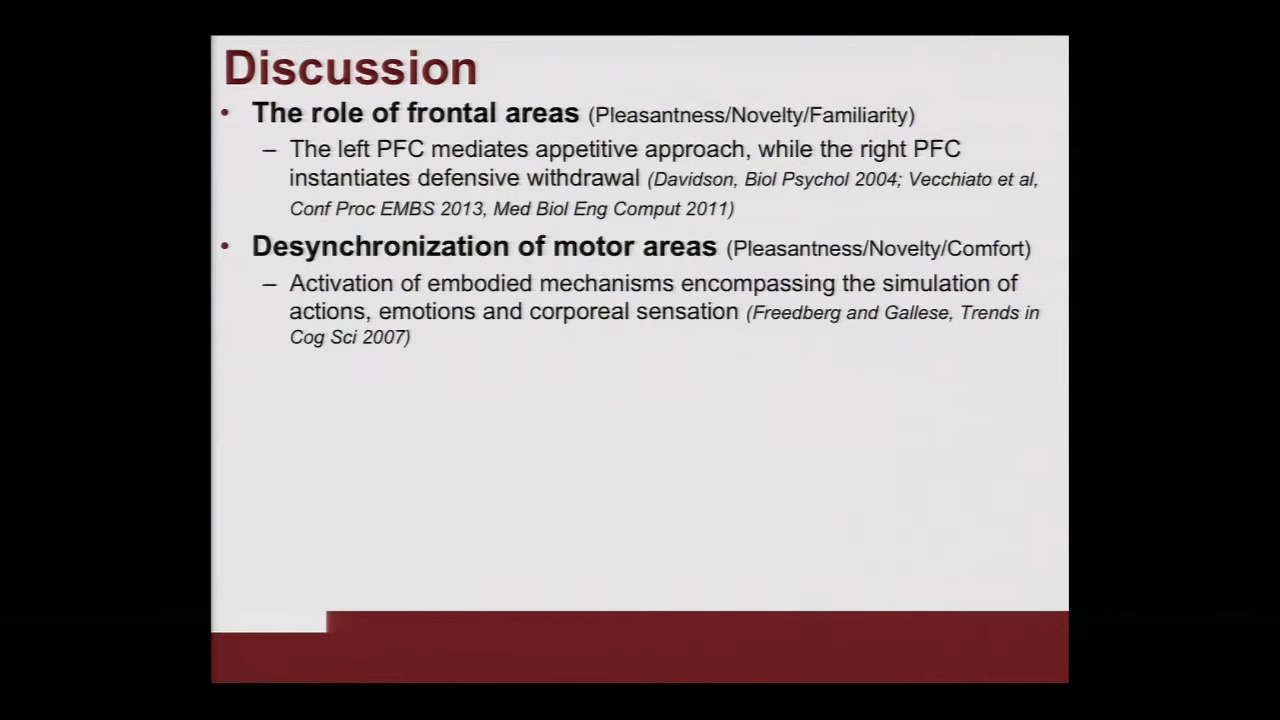 Discussion
• The role of frontal areas (Pleasantness/Novelty/Familiarity)
– The left PFC mediates appetitive approach, while the right PFC
instantiates defensive withdrawal (Davidson, Biol Psychol 2004; Vecchiato et al,
Conf Proc EMBS 2013, Med Biol Eng Comput 2011)
• Desynchronization of motor areas (Pleasantness/Novelty/Comfort)
– Activation of embodied mechanisms encompassing the simulation of
actions, emotions and corporeal sensation (Freedberg and Gallese, Trends in
Cog Sci 2007)